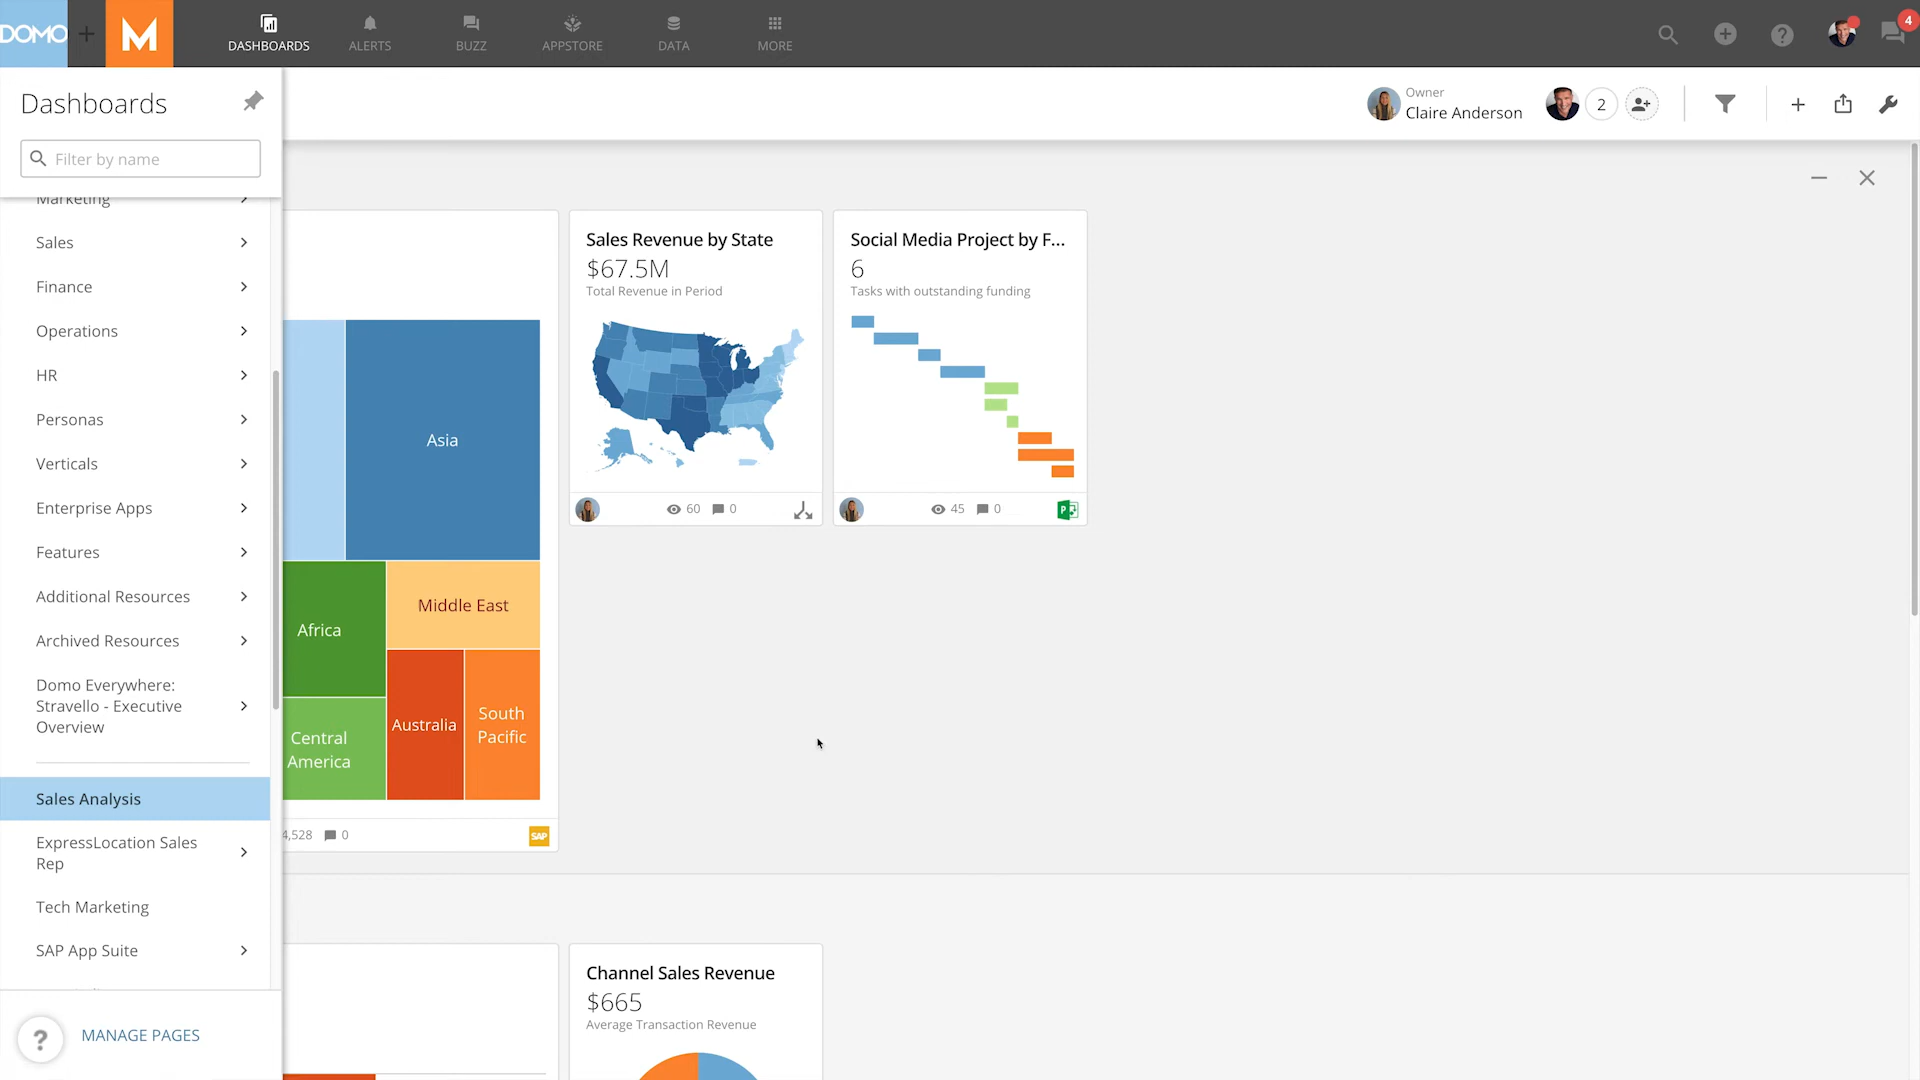 DOMO
M
DASHBOARDS
ALERTS
BUZZ
APPSTORE
DATA
MORE
4
Dashboards
Filter by name
Owner
Claire Anderson
2
Marketing
Sales
Finance
Operations
HR
Personas
Verticals
Enterprise Apps
Features
Additional Resources
Archived Resources
Domo Everywhere:
Stravello - Executive
Overview
Sales Analysis
ExpressLocation Sales
Rep
Tech Marketing
SAP App Suite
?
MANAGE PAGES
Asia
Africa
Middle East
Central
America
Australia
South
Pacific
4,528
0
SAP
Sales Revenue by State
$67.5M
Total Revenue in Period
60
0
Social Media Project by F...
6
Tasks with outstanding funding
45
0
P
Channel Sales Revenue
$665
Average Transaction Revenue